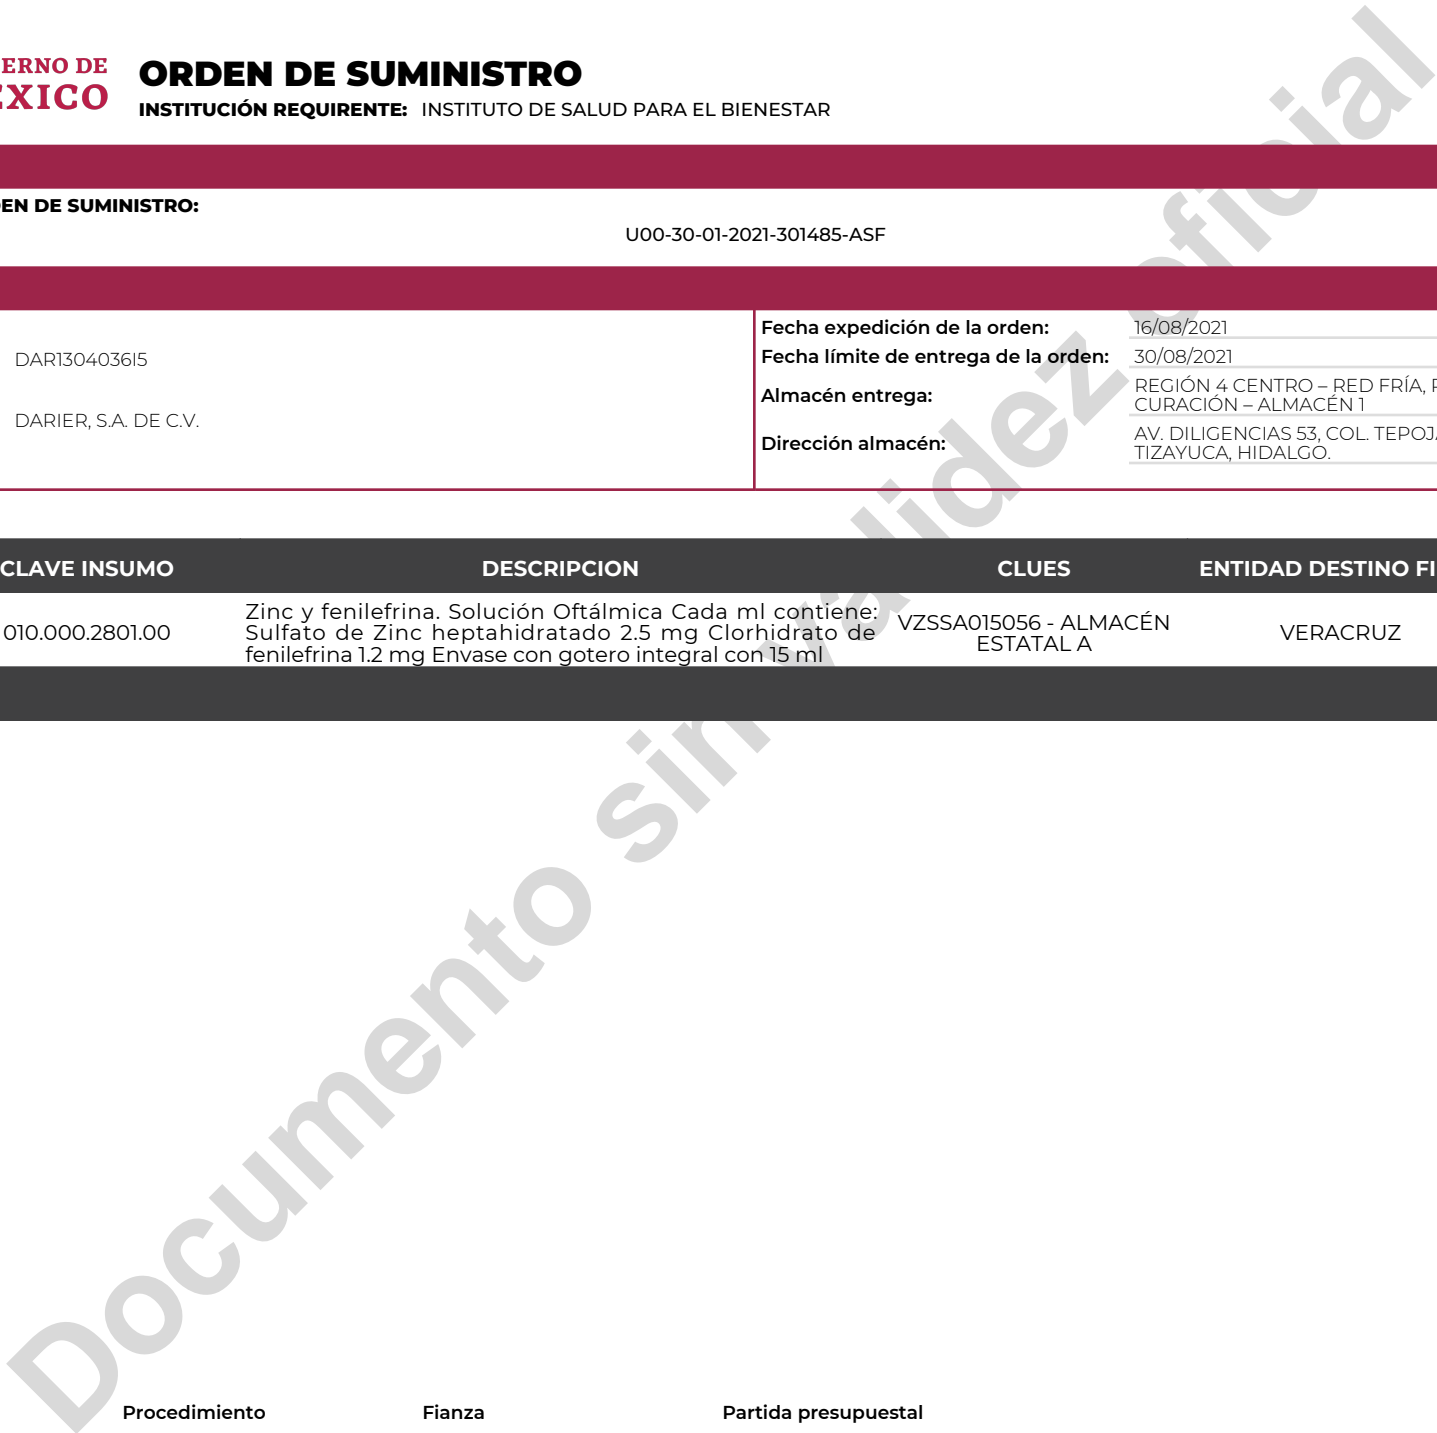 ERNO DE
ÉXICO
ORDEN DE SUMINISTRO
INSTITUCIÓN REQUIRENTE: INSTITUTO DE SALUD PARA EL BIENESTAR
EN DE SUMINISTRO:
U00-30-01-2021-301485-ASF
DAR1304036I5
DARIER, S.A. DE C.V.
Fecha expedición de la orden: 16/08/2021
Fecha límite de entrega de la orden: 30/08/2021
Almacén entrega: REGIÓN 4 CENTRO – RED FRÍA,
CURACIÓN – ALMACÉN 1
Dirección almacén: AV. DILIGENCIAS 53, COL. TEPOJ
TIZAYUCA, HIDALGO.
CLAVE INSUMO DESCRIPCION CLUES ENTIDAD DESTINO FI
010.000.2801.00
Zinc y fenilefrina. Solución Oftálmica Cada ml contiene:
Sulfato de Zinc heptahidratado 2.5 mg Clorhidrato de
fenilefrina 1.2 mg Envase con gotero integral con 15 ml
VZSSA015056 - ALMACÉN
ESTATAL A
VERACRUZ
Documento sin validez oficial
Procedimiento Fianza Partida presupuestal